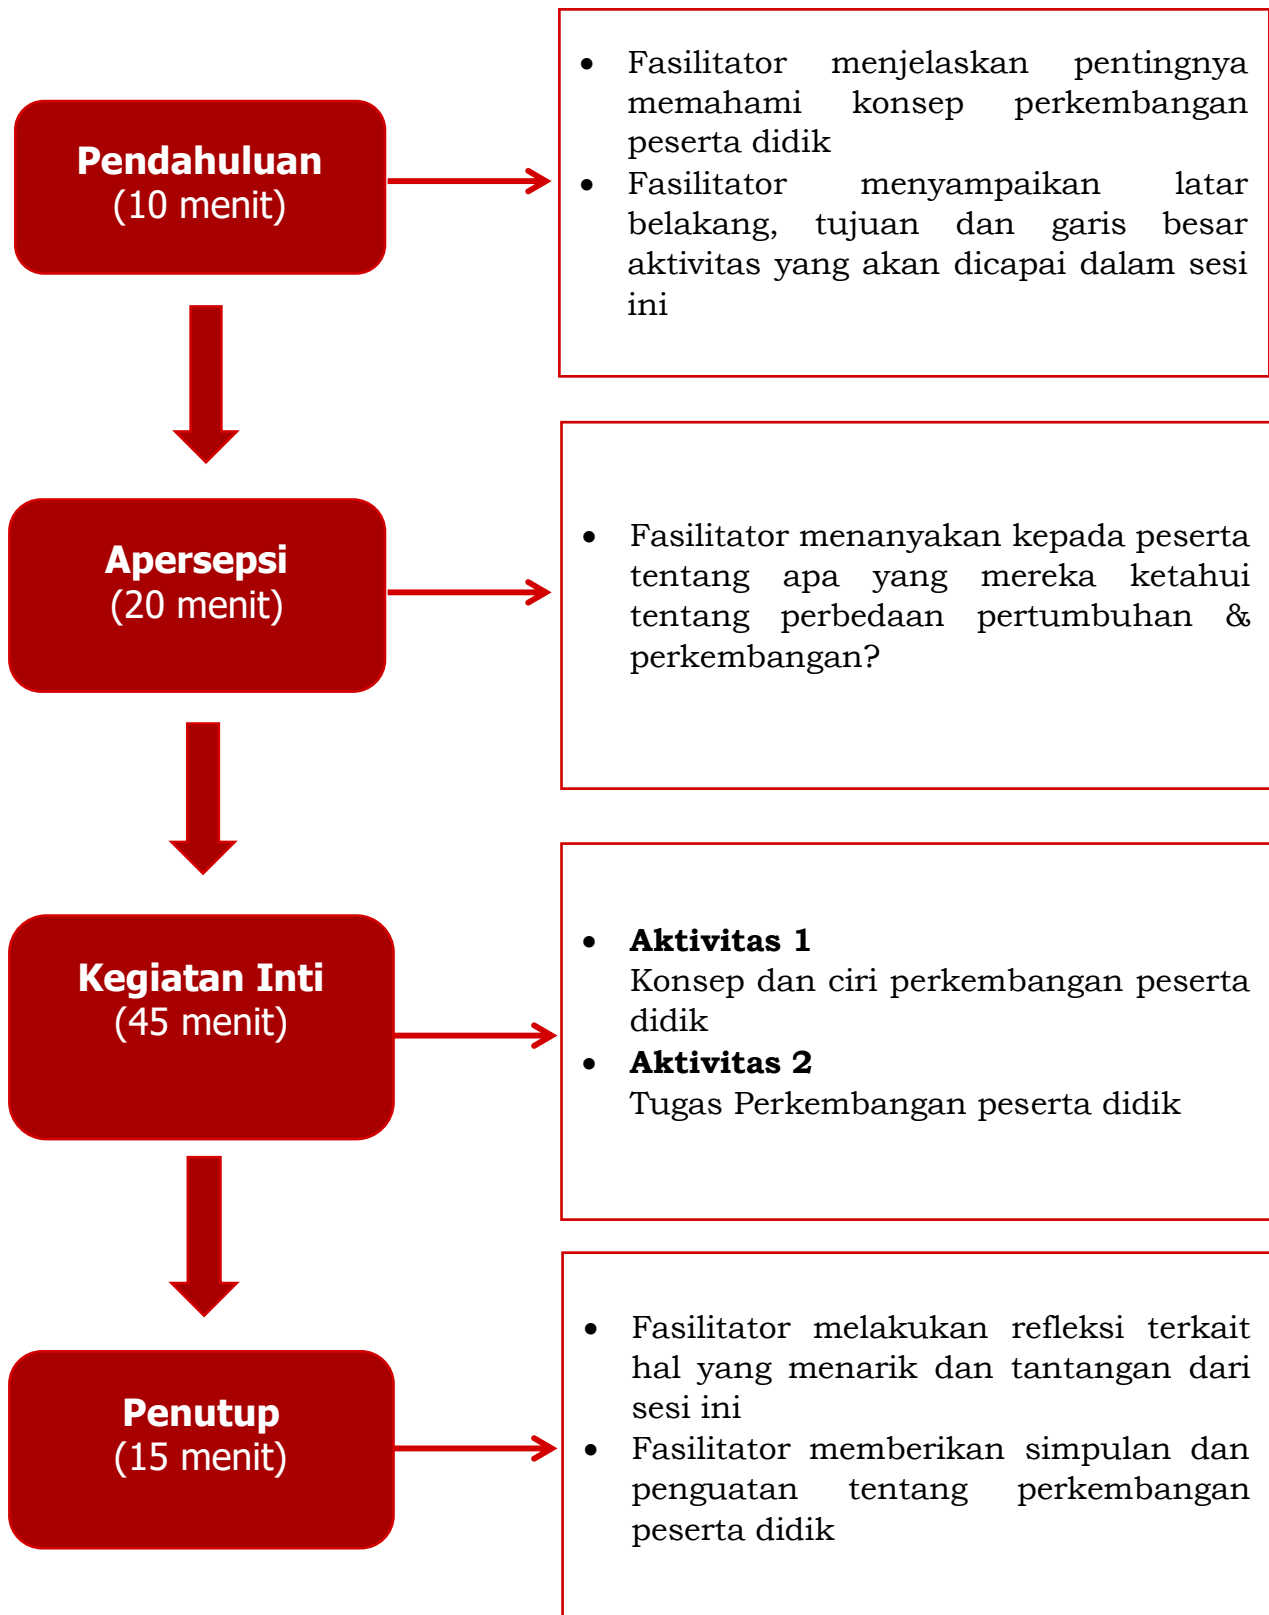 Pendahuluan
(10 menit)
• Fasilitator menjelaskan pentingnya
memahami konsep perkembangan
peserta didik
• Fasilitator menyampaikan latar
belakang, tujuan dan garis besar
aktivitas yang akan dicapai dalam sesi
ini
Apersepsi
(20 menit)
• Fasilitator menanyakan kepada peserta
tentang apa yang mereka ketahui
tentang perbedaan pertumbuhan &
perkembangan?
Kegiatan Inti
(45 menit)
• Aktivitas 1
Konsep dan ciri perkembangan peserta
didik
• Aktivitas 2
Tugas Perkembangan peserta didik
Penutup
(15 menit)
• Fasilitator melakukan refleksi terkait
hal yang menarik dan tantangan dari
sesi ini
• Fasilitator memberikan simpulan dan
penguatan tentang perkembangan
peserta didik